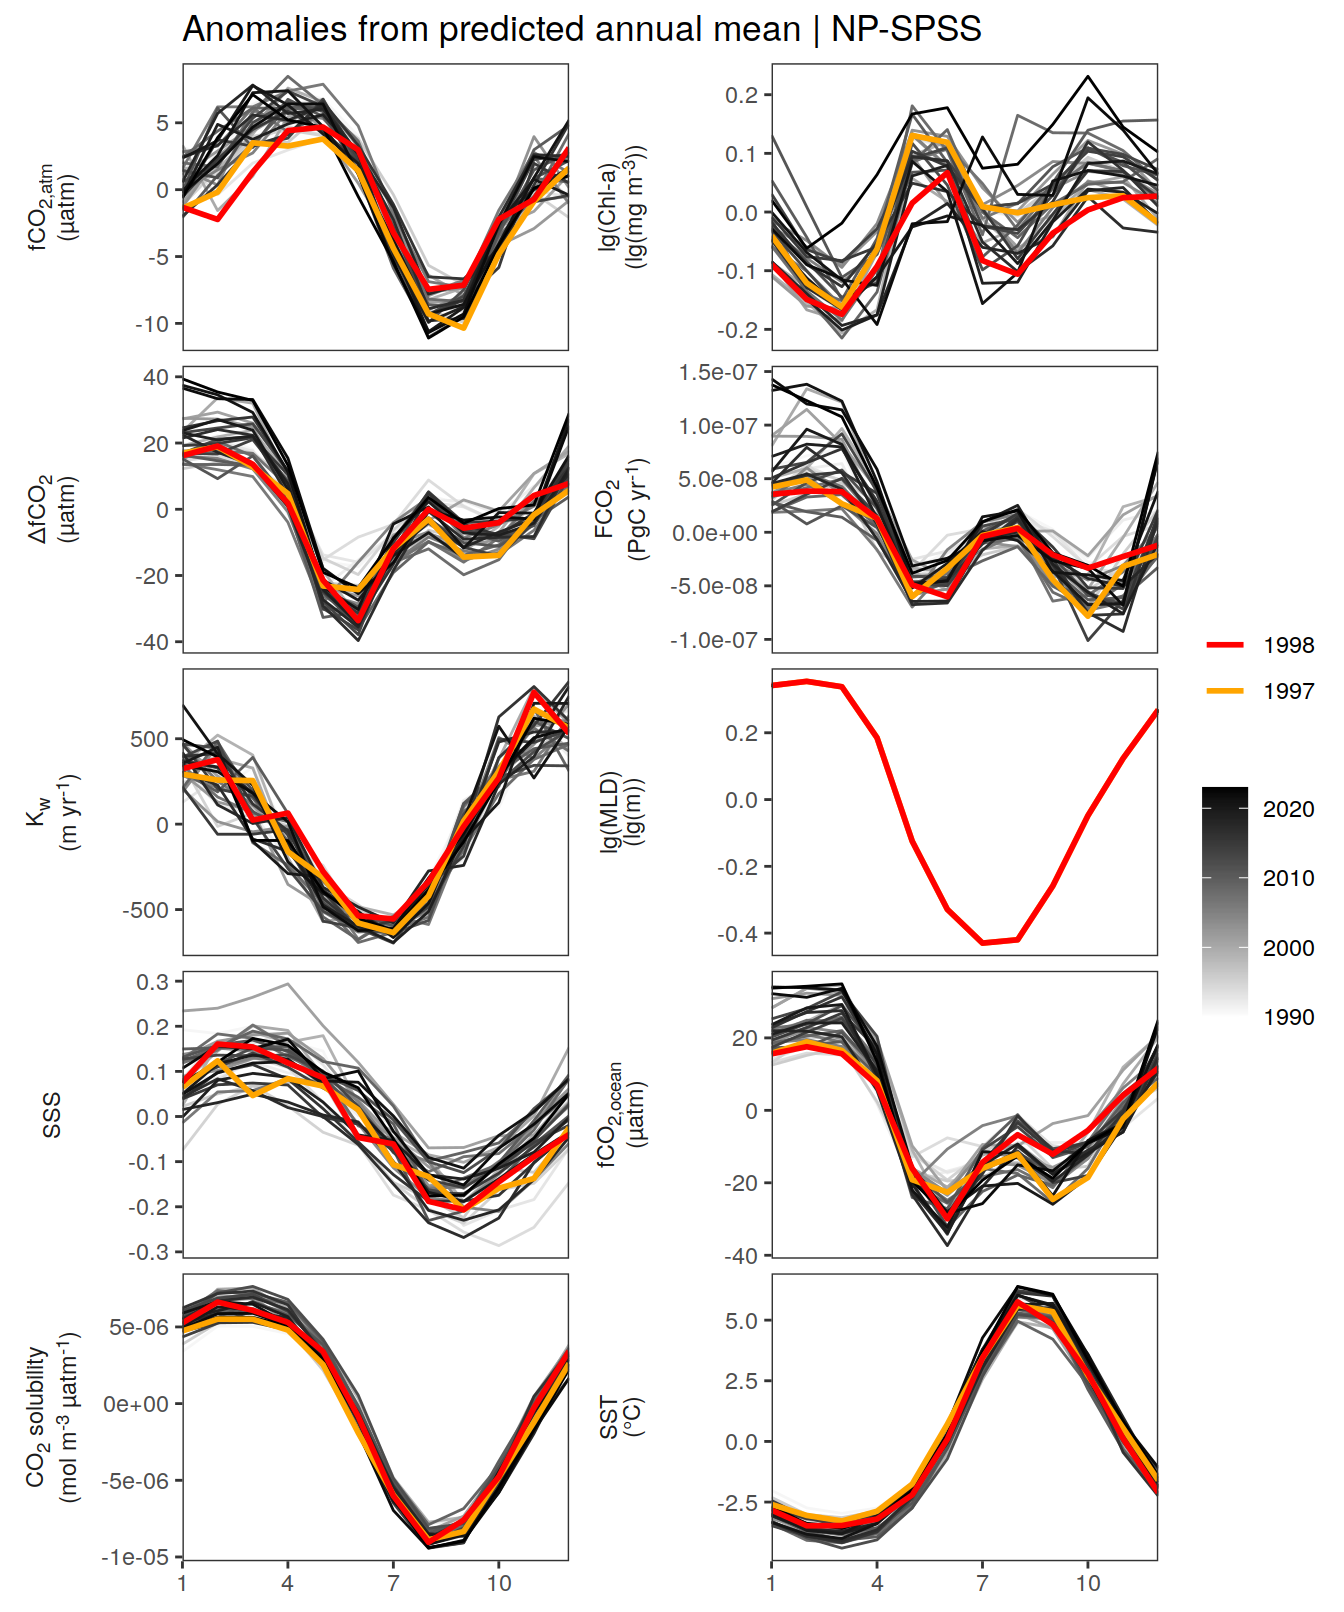 Anomalies from predicted annual mean | NP-SPSS
fCO2,atm
(µatm)
5
0
-5
-10
lg(Chl-a)
(lg(mg m-3))
0.2
0.1
0.0
-0.1
-0.2
ΔfCO2
(µatm)
40
20
0
-20
-40
FCO2
(PgC yr-1)
1.5e-07
1.0e-07
5.0e-08
0.0e+00
-5.0e-08
-1.0e-07
Kw
(m yr-1)
500
0
-500
lg(MLD)
(lg(m))
0.2
0.0
-0.2
-0.4
SSS
0.3
0.2
0.1
0.0
-0.1
-0.2
-0.3
fCO2,ocean
(µatm)
20
0
-20
-40
CO2 solubility
(mol m-3 µatm-1)
5e-06
0e+00
-5e-06
-1e-05
1 4 7 10
SST
(°C)
5.0
2.5
0.0
-2.5
1 4 7 10
1998
1997
2020
2010
2000
1990